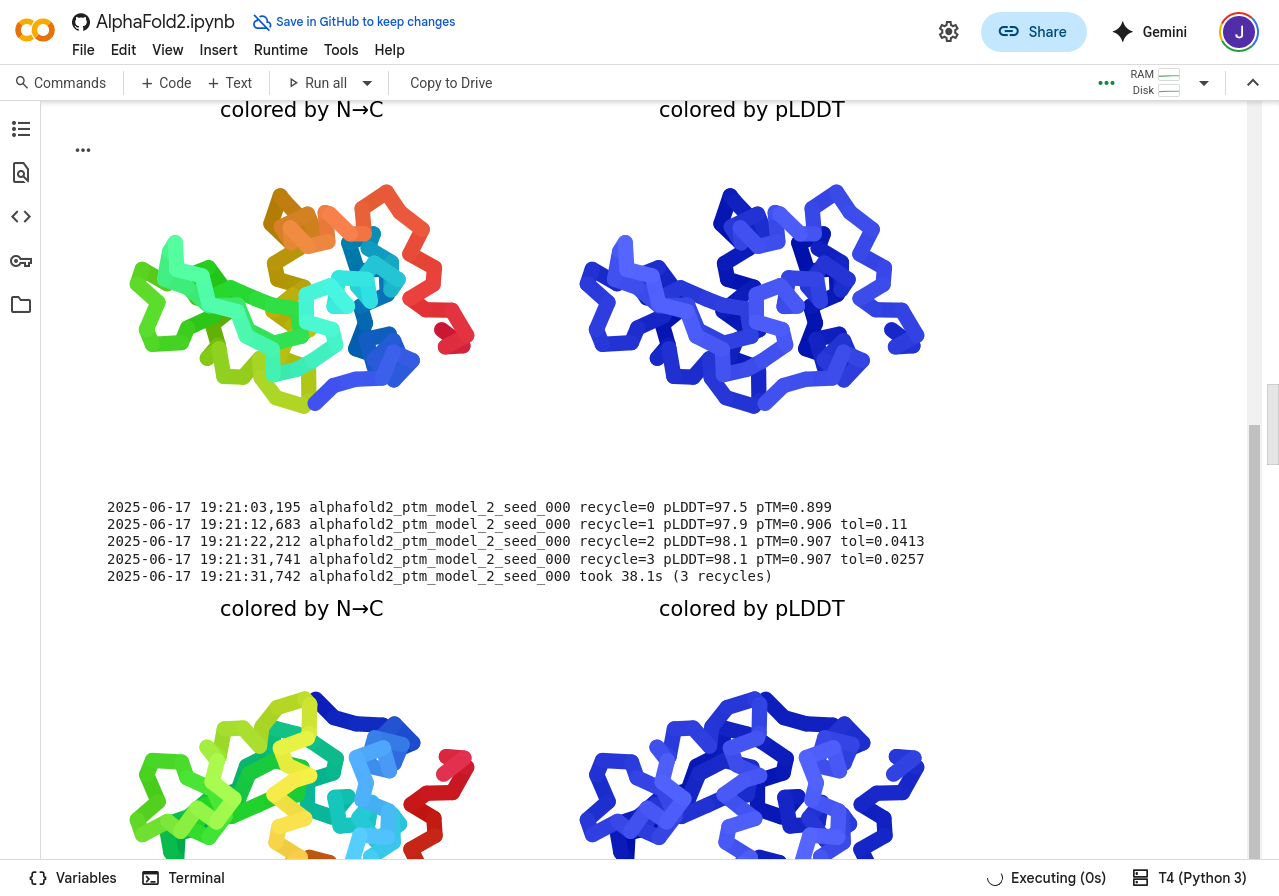 AlphaFold2.ipynb
Save in GitHub to keep changes
File Edit View Insert Runtime Tools Help
Share
Gemini
J
Commands + Code + Text Run all Copy to Drive
RAM
Disk
colored by N→C colored by pLDDT
2025-06-17 19:21:03,195 alphafold2_ptm_model_2_seed_000 recycle=0 pLDDT=97.5 pTM=0.899
2025-06-17 19:21:12,683 alphafold2_ptm_model_2_seed_000 recycle=1 pLDDT=97.9 pTM=0.906 tol=0.11
2025-06-17 19:21:22,212 alphafold2_ptm_model_2_seed_000 recycle=2 pLDDT=98.1 pTM=0.907 tol=0.0413
2025-06-17 19:21:31,741 alphafold2_ptm_model_2_seed_000 recycle=3 pLDDT=98.1 pTM=0.907 tol=0.0257
2025-06-17 19:21:31,742 alphafold2_ptm_model_2_seed_000 took 38.1s (3 recycles)
colored by N→C colored by pLDDT
Variables Terminal Executing (0s) T4 (Python 3)